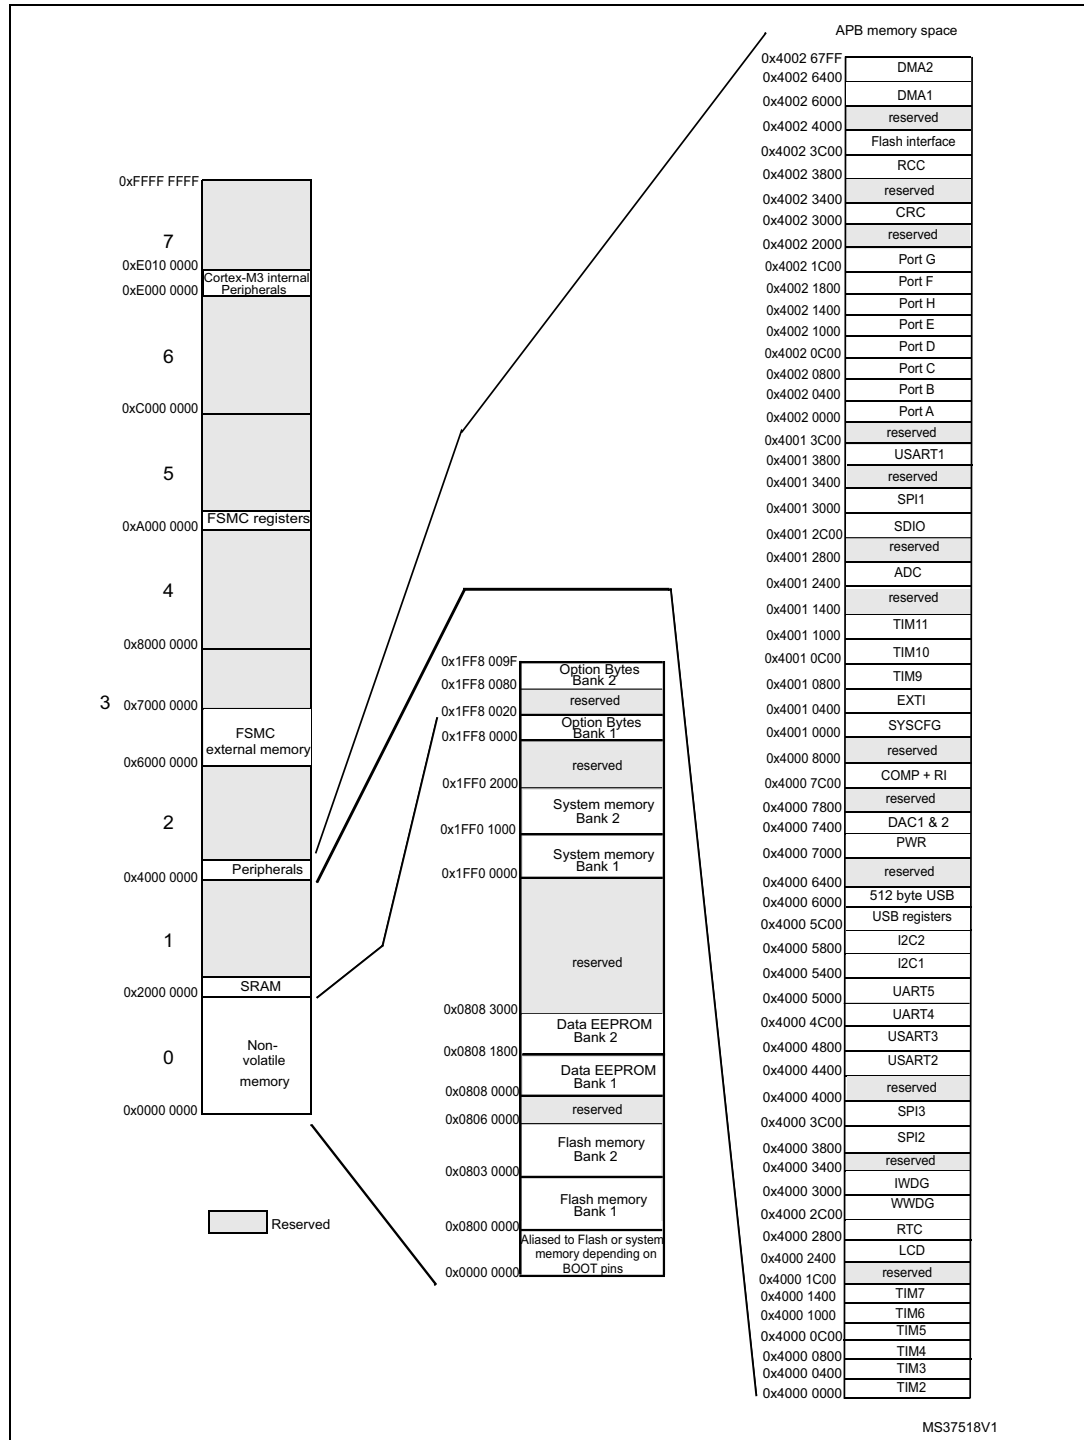 APB memory space
0xFFFF FFFF
7
0xE010 0000
Cortex-M3 internal
Peripherals
0xE000 0000
6
0xC000 0000
5
FSMC registers
0xA000 0000
4
0x8000 0000
3
0x7000 0000
FSMC
external memory
0x6000 0000
2
Peripherals
0x4000 0000
1
SRAM
0x2000 0000
0
Non-
volatile
memory
0x0000 0000
Reserved
0x1FF8 009F
Option Bytes
Bank 2
0x1FF8 0080
reserved
0x1FF8 0020
Option Bytes
Bank 1
0x1FF8 0000
reserved
0x1FF0 2000
System memory
Bank 2
0x1FF0 1000
System memory
Bank 1
0x1FF0 0000
reserved
0x0808 3000
Data EEPROM
Bank 2
0x0808 1800
Data EEPROM
Bank 1
0x0808 0000
reserved
0x0806 0000
Flash memory
Bank 2
0x0803 0000
Flash memory
Bank 1
0x0800 0000
Aliased to Flash or system
memory depending on
BOOT pins
0x0000 0000
0x4002 67FF
DMA2
0x4002 6400
DMA1
0x4002 6000
reserved
0x4002 4000
Flash interface
0x4002 3C00
RCC
0x4002 3800
reserved
0x4002 3400
CRC
0x4002 3000
reserved
0x4002 2000
Port G
0x4002 1C00
Port F
0x4002 1800
Port H
0x4002 1400
Port E
0x4002 1000
Port D
0x4002 0C00
Port C
0x4002 0800
Port B
0x4002 0400
Port A
0x4002 0000
reserved
0x4001 3C00
USART1
0x4001 3800
reserved
0x4001 3400
SPI1
0x4001 3000
SDIO
0x4001 2C00
reserved
0x4001 2800
ADC
0x4001 2400
reserved
0x4001 1400
TIM11
0x4001 1000
TIM10
0x4001 0C00
TIM9
0x4001 0800
EXTI
0x4001 0400
SYSCFG
0x4001 0000
reserved
0x4000 8000
COMP + RI
0x4000 7C00
reserved
0x4000 7800
DAC1 & 2
0x4000 7400
PWR
0x4000 7000
reserved
0x4000 6400
512 byte USB
0x4000 6000
USB registers
0x4000 5C00
I2C2
0x4000 5800
I2C1
0x4000 5400
UART5
0x4000 5000
UART4
0x4000 4C00
USART3
0x4000 4800
USART2
0x4000 4400
reserved
0x4000 4000
SPI3
0x4000 3C00
SPI2
0x4000 3800
reserved
0x4000 3400
IWDG
0x4000 3000
WWDG
0x4000 2C00
RTC
0x4000 2800
LCD
0x4000 2400
reserved
0x4000 1C00
TIM7
0x4000 1400
TIM6
0x4000 1000
TIM5
0x4000 0C00
TIM4
0x4000 0800
TIM3
0x4000 0400
TIM2
0x4000 0000
MS37518V1